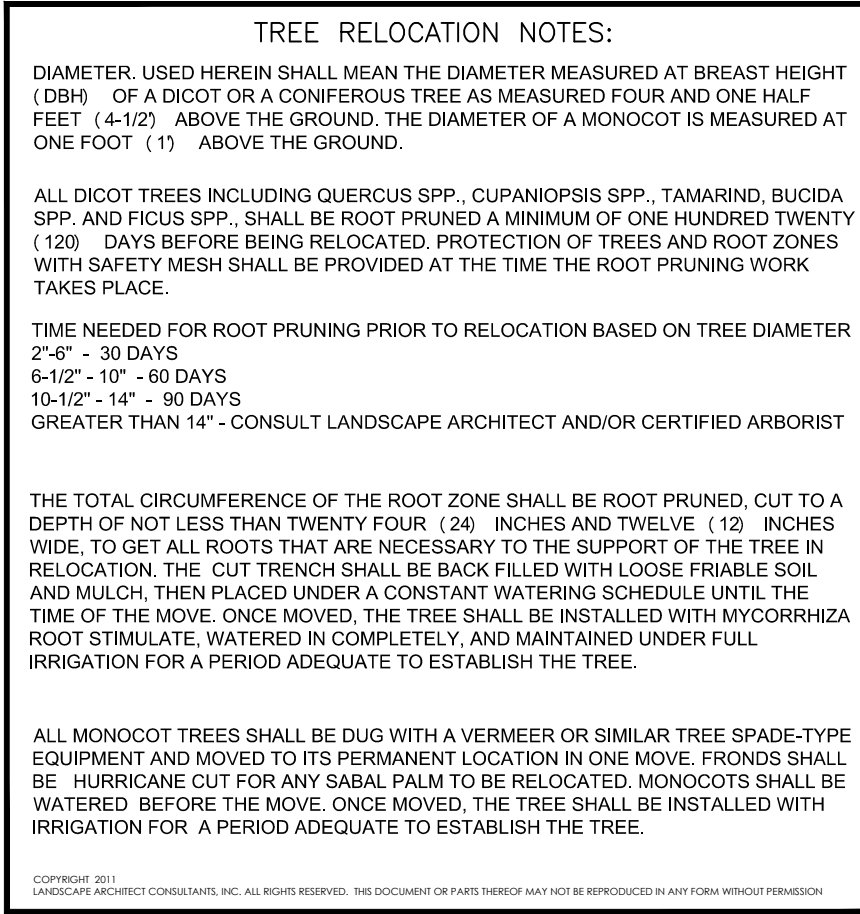 TREE RELOCATION NOTES:
DIAMETER. USED HEREIN SHALL MEAN THE DIAMETER MEASURED AT BREAST HEIGHT
( DBH) OF A DICOT OR A CONIFEROUS TREE AS MEASURED FOUR AND ONE HALF
FEET ( 4-1/2') ABOVE THE GROUND. THE DIAMETER OF A MONOCOT IS MEASURED AT
ONE FOOT ( 1') ABOVE THE GROUND.
ALL DICOT TREES INCLUDING QUERCUS SPP., CUPANIOPSIS SPP., TAMARIND, BUCIDA
SPP. AND FICUS SPP., SHALL BE ROOT PRUNED A MINIMUM OF ONE HUNDRED TWENTY
( 120) DAYS BEFORE BEING RELOCATED. PROTECTION OF TREES AND ROOT ZONES
WITH SAFETY MESH SHALL BE PROVIDED AT THE TIME THE ROOT PRUNING WORK
TAKES PLACE.
TIME NEEDED FOR ROOT PRUNING PRIOR TO RELOCATION BASED ON TREE DIAMETER
2"-6" - 30 DAYS
6-1/2" - 10" - 60 DAYS
10-1/2" - 14" - 90 DAYS
GREATER THAN 14" - CONSULT LANDSCAPE ARCHITECT AND/OR CERTIFIED ARBORIST
THE TOTAL CIRCUMFERENCE OF THE ROOT ZONE SHALL BE ROOT PRUNED, CUT TO A
DEPTH OF NOT LESS THAN TWENTY FOUR ( 24) INCHES AND TWELVE ( 12) INCHES
WIDE, TO GET ALL ROOTS THAT ARE NECESSARY TO THE SUPPORT OF THE TREE IN
RELOCATION. THE CUT TRENCH SHALL BE BACK FILLED WITH LOOSE FRIABLE SOIL
AND MULCH, THEN PLACED UNDER A CONSTANT WATERING SCHEDULE UNTIL THE
TIME OF THE MOVE. ONCE MOVED, THE TREE SHALL BE INSTALLED WITH MYCORRHIZA
ROOT STIMULATE, WATERED IN COMPLETELY, AND MAINTAINED UNDER FULL
IRRIGATION FOR A PERIOD ADEQUATE TO ESTABLISH THE TREE.
ALL MONOCOT TREES SHALL BE DUG WITH A VERMEER OR SIMILAR TREE SPADE-TYPE
EQUIPMENT AND MOVED TO ITS PERMANENT LOCATION IN ONE MOVE. FRONDS SHALL
BE HURRICANE CUT FOR ANY SABAL PALM TO BE RELOCATED. MONOCOTS SHALL BE
WATERED BEFORE THE MOVE. ONCE MOVED, THE TREE SHALL BE INSTALLED WITH
IRRIGATION FOR A PERIOD ADEQUATE TO ESTABLISH THE TREE.
COPYRIGHT 2011
LANDSCAPE ARCHITECT CONSULTANTS, INC. ALL RIGHTS RESERVED. THIS DOCUMENT OR PARTS THEREOF MAY NOT BE REPRODUCED IN ANY FORM WITHOUT PERMISSION